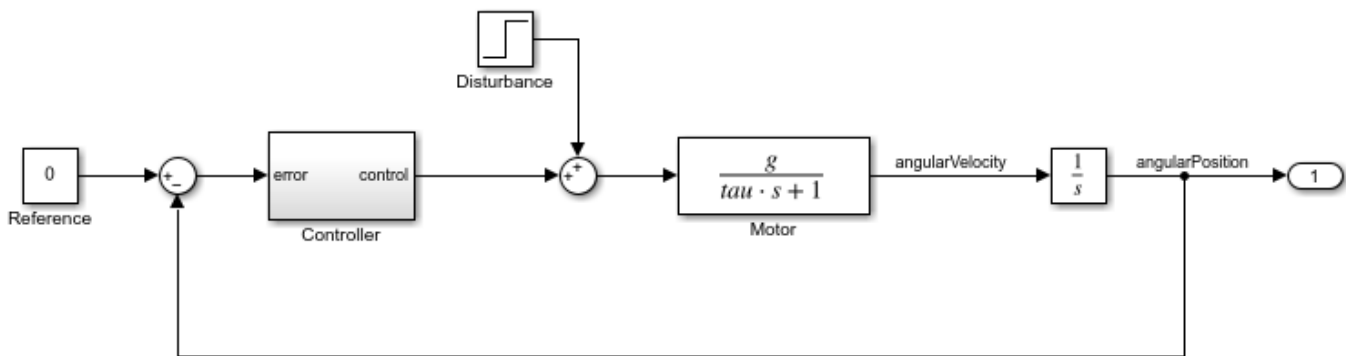 Disturbance
0
Reference
+
−
error control
Controller
+
+
g
tau · s + 1
Motor
angularVelocity
1
s
angularPosition
1